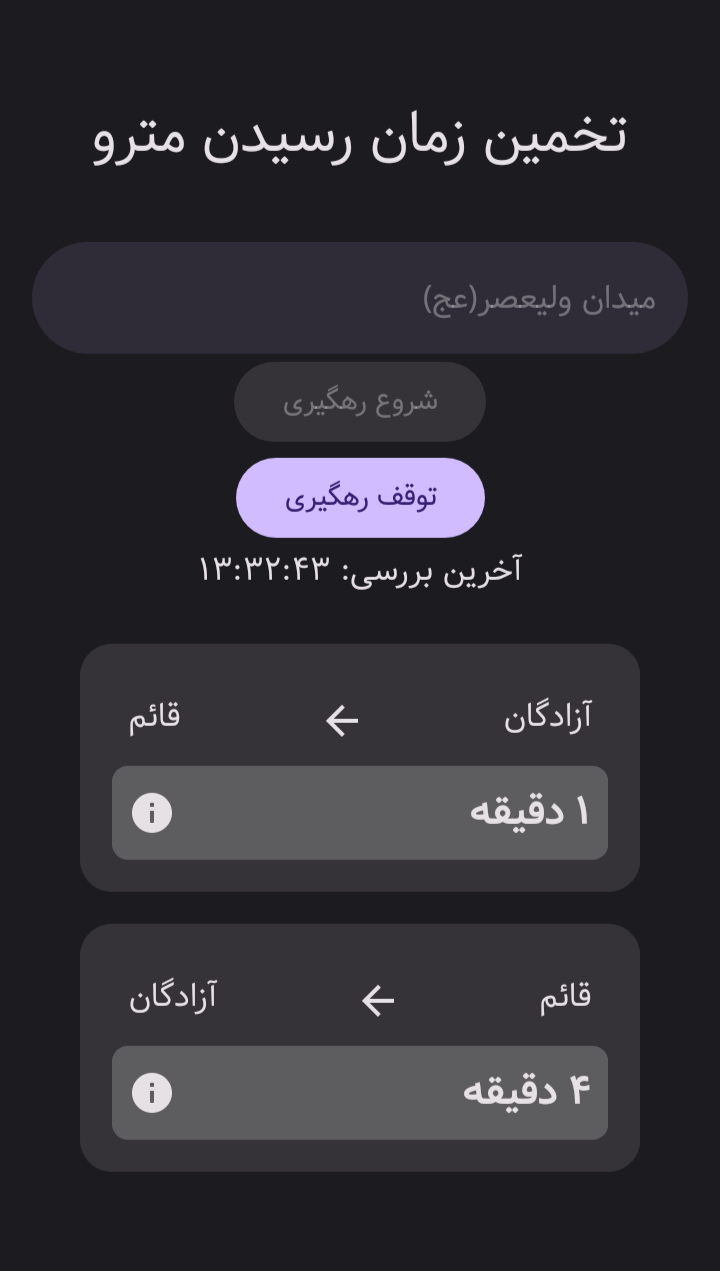 تخمین زمان رسیدن مترو
میدان ولیعصر(عج)
شروع رهگیری
توقف رهگیری
آخرین بررسی: ۱۳:۳۲:۴۳
آزادگان ← قائم
۱ دقیقه
قائم ← آزادگان
۴ دقیقه